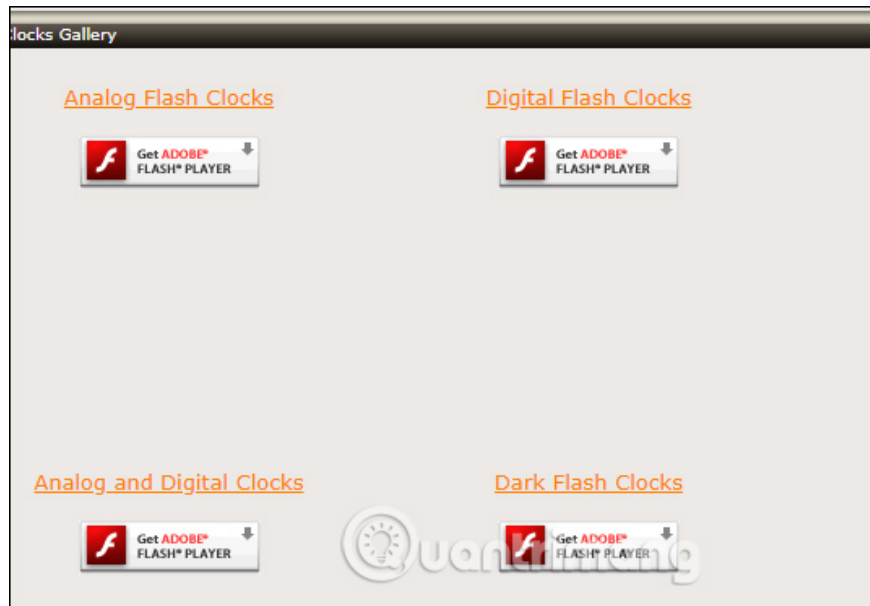 locks Gallery
Analog Flash Clocks
Digital Flash Clocks
Get ADOBE®
FLASH® PLAYER
Get ADOBE®
FLASH® PLAYER
Analog and Digital Clocks
Dark Flash Clocks
Get ADOBE®
FLASH® PLAYER
Get ADOBE®
FLASH® PLAYER
Quantrimang